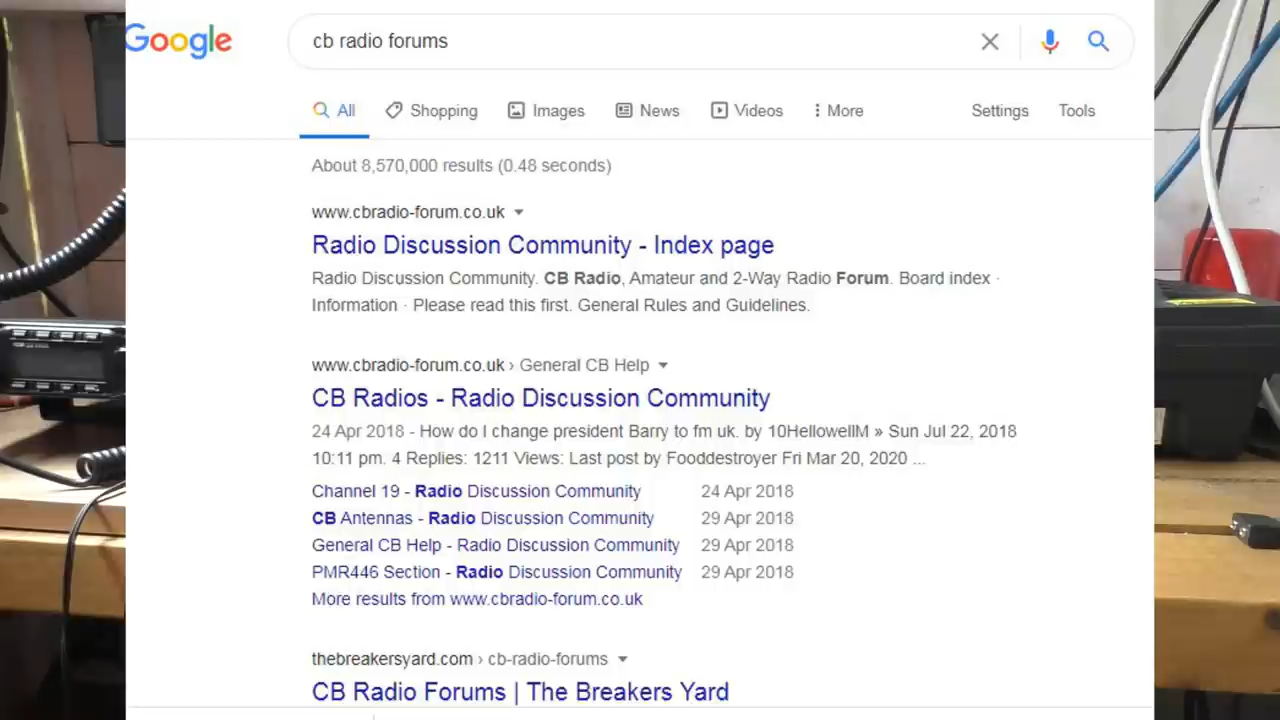 Google
cb radio forums
All Shopping Images News Videos More Settings Tools
About 8,570,000 results (0.48 seconds)
www.cbradio-forum.co.uk
Radio Discussion Community - Index page
Radio Discussion Community. CB Radio, Amateur and 2-Way Radio Forum. Board index ·
Information · Please read this first. General Rules and Guidelines.
www.cbradio-forum.co.uk › General CB Help
CB Radios - Radio Discussion Community
24 Apr 2018 - How do I change president Barry to fm uk. by 10HellowellM » Sun Jul 22, 2018
10:11 pm. 4 Replies: 1211 Views: Last post by Fooddestroyer Fri Mar 20, 2020 ...
Channel 19 - Radio Discussion Community 24 Apr 2018
CB Antennas - Radio Discussion Community 29 Apr 2018
General CB Help - Radio Discussion Community 29 Apr 2018
PMR446 Section - Radio Discussion Community 29 Apr 2018
More results from www.cbradio-forum.co.uk
thebreakersyard.com › cb-radio-forums
CB Radio Forums | The Breakers Yard